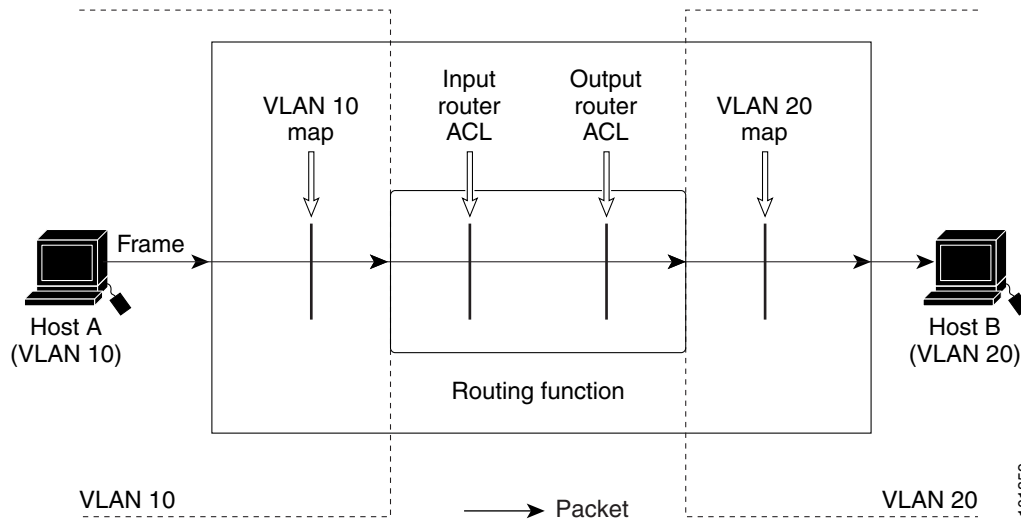 VLAN 10
map
Input
router
ACL
Output
router
ACL
VLAN 20
map
Frame
Host A
(VLAN 10)
Host B
(VLAN 20)
Routing function
VLAN 10
Packet
VLAN 20